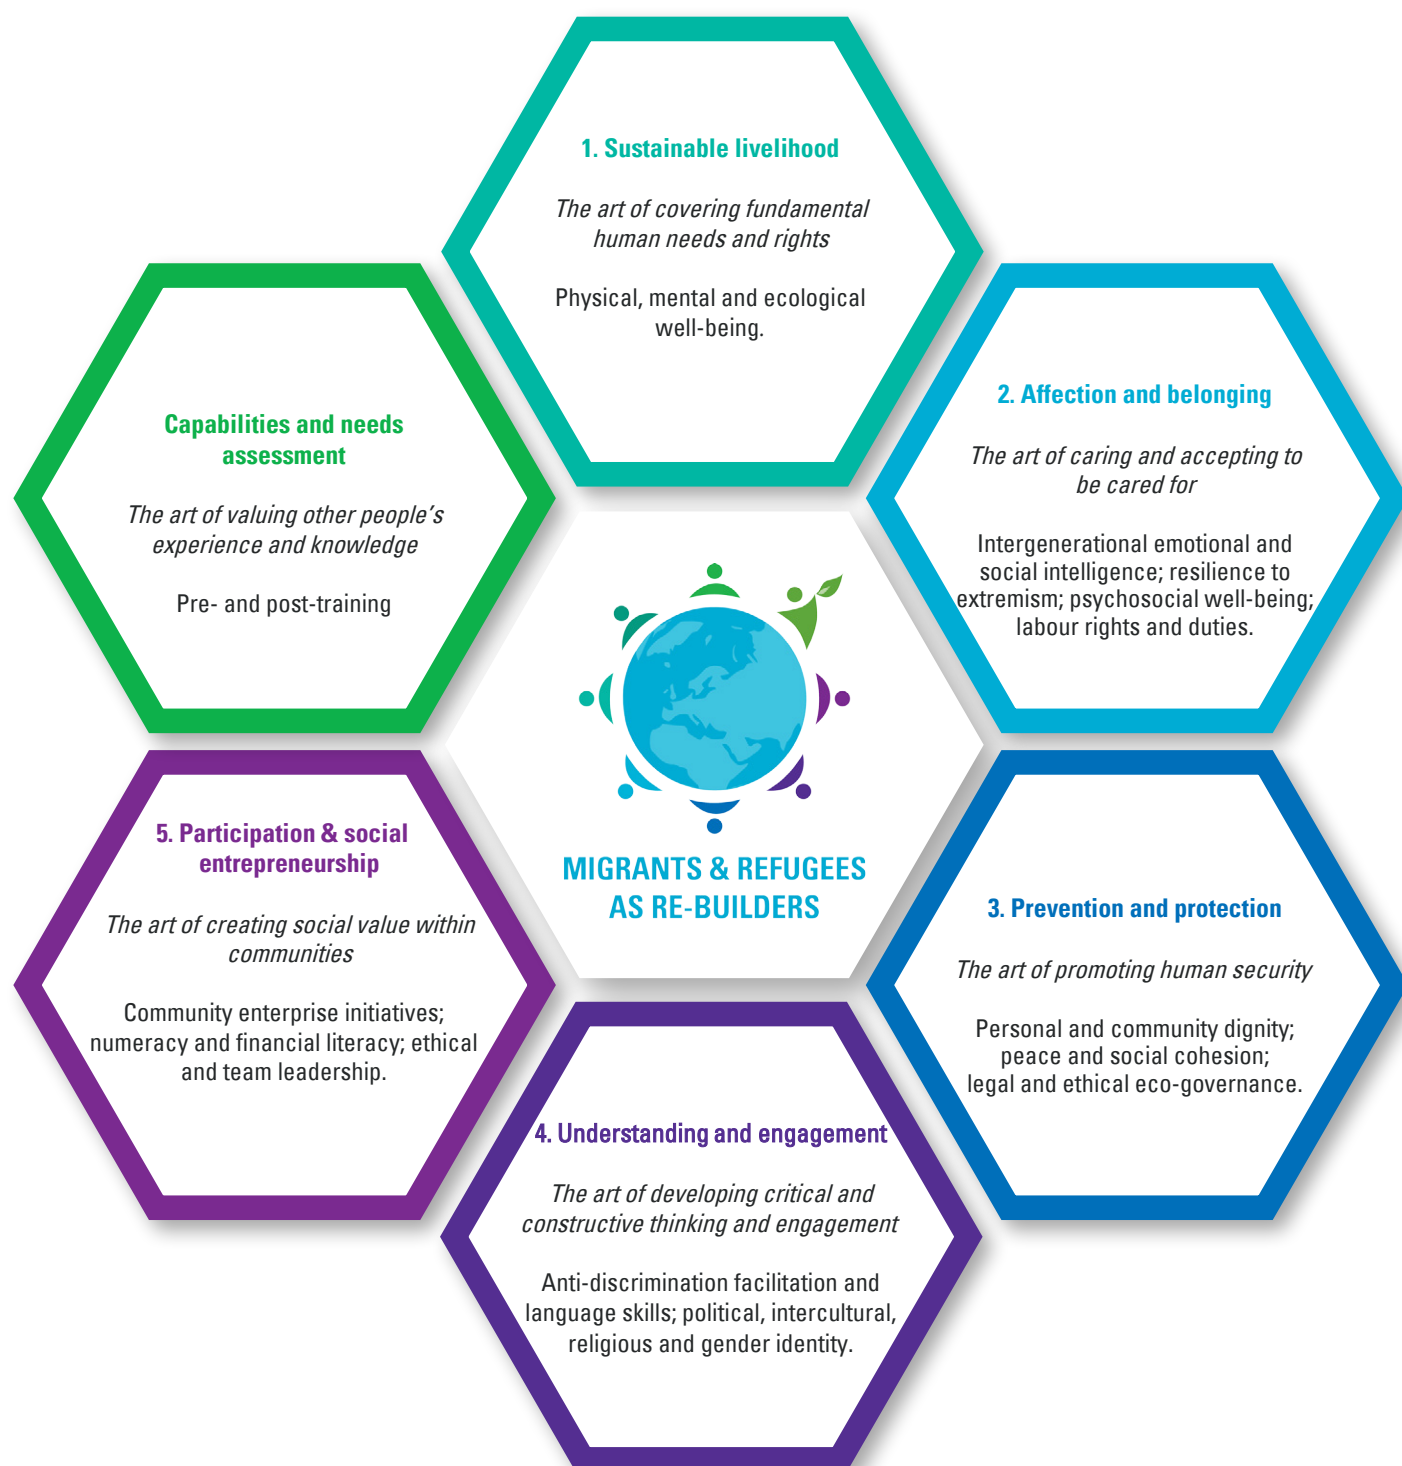 1. Sustainable livelihood
The art of covering fundamental
human needs and rights
Physical, mental and ecological
well-being.
2. Affection and belonging
The art of caring and accepting to
be cared for
Intergenerational emotional and
social intelligence; resilience to
extremism; psychosocial well-being;
labour rights and duties.
3. Prevention and protection
The art of promoting human security
Personal and community dignity;
peace and social cohesion;
legal and ethical eco-governance.
4. Understanding and engagement
The art of developing critical and
constructive thinking and engagement
Anti-discrimination facilitation and
language skills; political, intercultural,
religious and gender identity.
5. Participation & social
entrepreneurship
The art of creating social value within
communities
Community enterprise initiatives;
numeracy and financial literacy; ethical
and team leadership.
Capabilities and needs
assessment
The art of valuing other people's
experience and knowledge
Pre- and post-training
MIGRANTS & REFUGEES
AS RE-BUILDERS